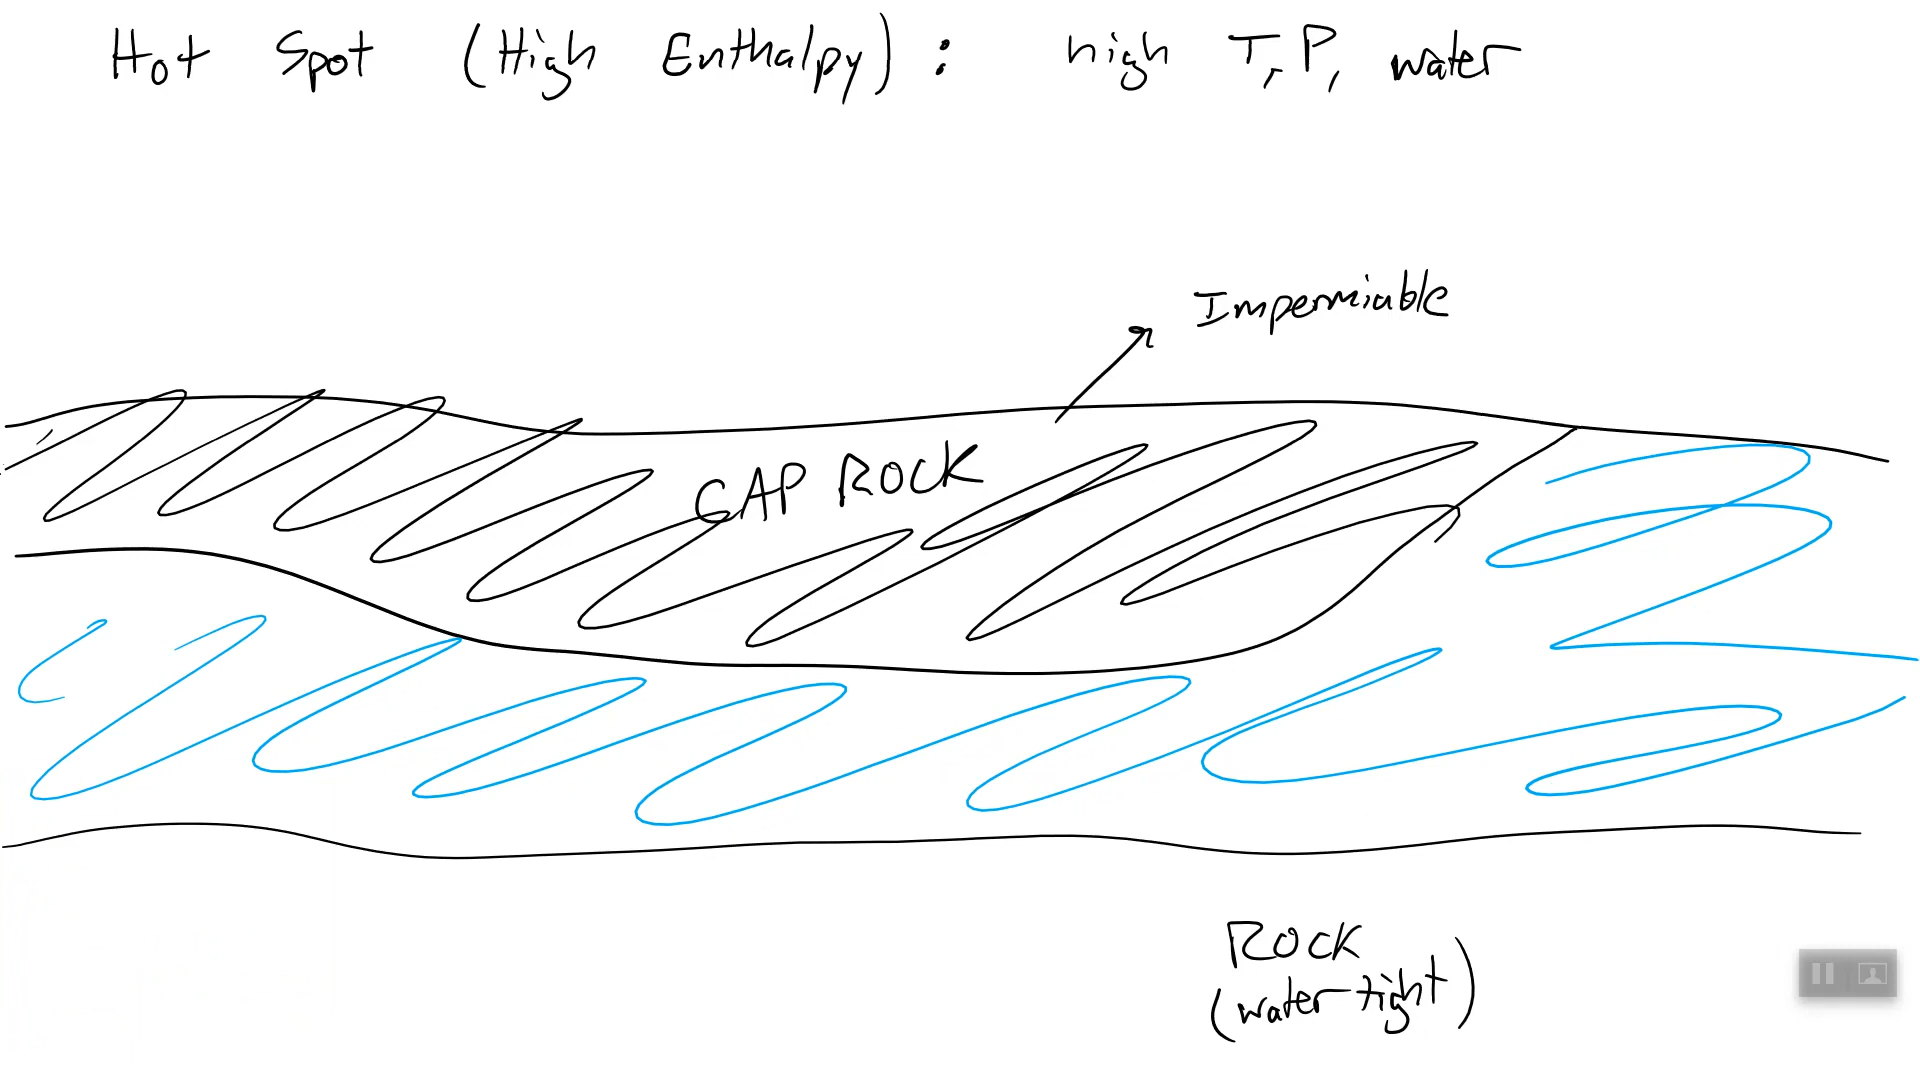 Hot Spot (High Enthalpy) : high T, P, water
Impermiable
CAP ROCK
ROCK
(water tight)